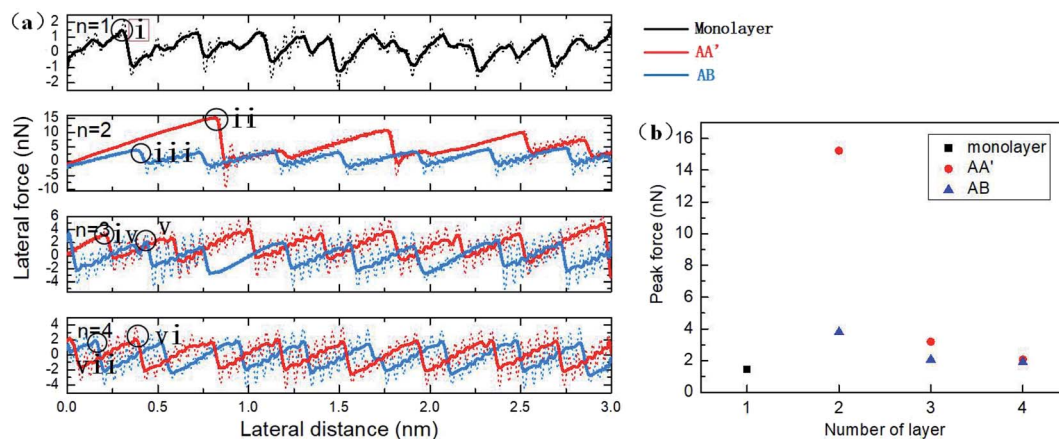 (a)
n=1
i
2
1
0
-1
-2
Monolayer
AA'
AB
n=2
ii
iii
15
10
5
0
-5
-10
n=3
iv
v
6
4
2
0
-2
-4
n=4
vi
vii
4
2
0
-2
-4
Lateral force (nN)
0.0 0.5 1.0 1.5 2.0 2.5 3.0
Lateral distance (nm)
(b)
16
14
12
10
8
6
4
2
0
Peak force (nN)
monolayer
AA'
AB
1 2 3 4
Number of layer